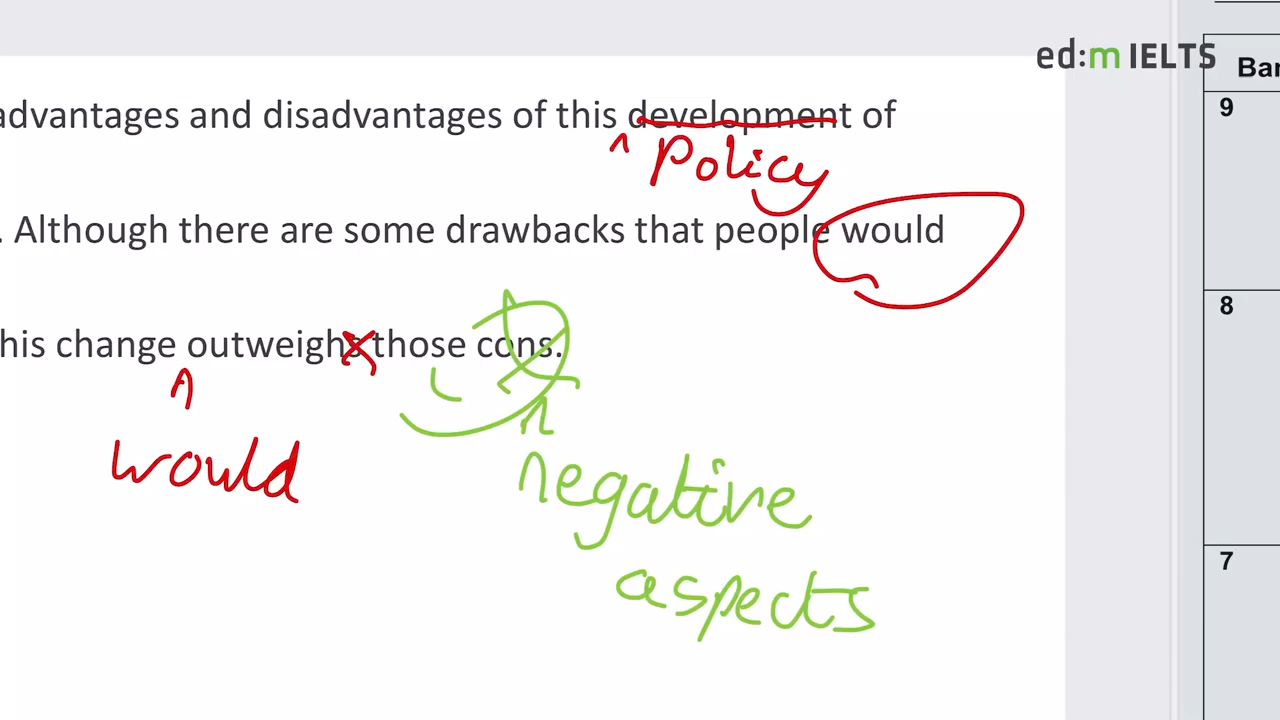 ed:m IELTS
Bar
9
advantages and disadvantages of this development of
^ Policy
. Although there are some drawbacks that people would
8
his change outweighs those cons.
would
negative
aspects
7